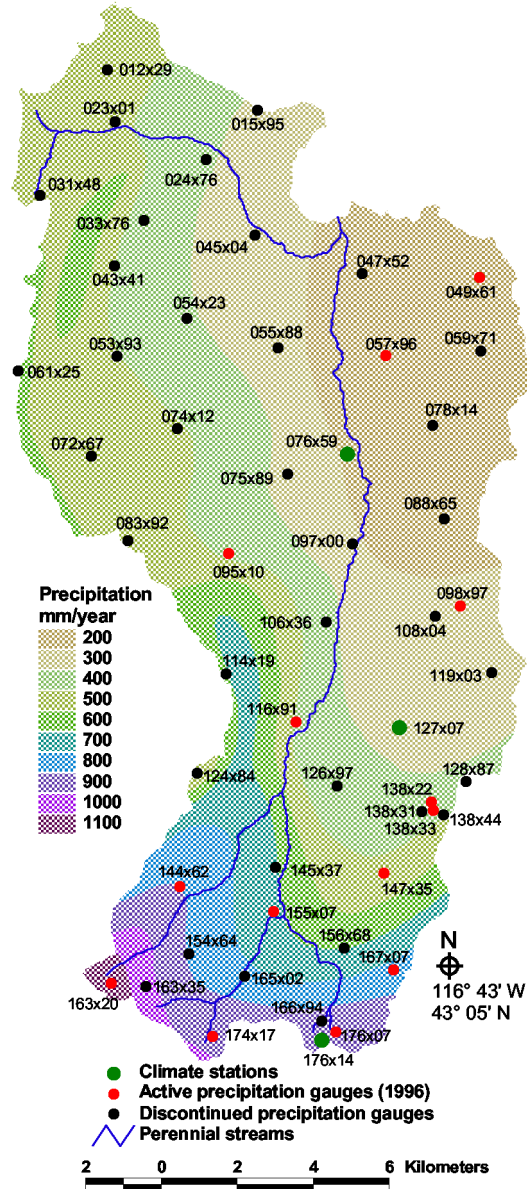 012x29
023x01
015x95
024x76
031x48
033x76
045x04
043x41
047x52
049x61
054x23
055x88
057x96
059x71
053x93
061x25
074x12
078x14
076x59
072x67
075x89
088x65
083x92
097x00
095x10
Precipitation
mm/year
200
300
400
500
600
700
800
900
1000
1100
098x97
106x36
108x04
114x19
119x03
116x91
127x07
124x84
126x97
128x87
138x22
138x31
138x33
138x44
145x37
144x62
147x35
155x07
154x64
156x68
167x07
N
116° 43' W
43° 05' N
163x20
163x35
165x02
166x94
174x17
176x07
176x14
Climate stations
Active precipitation gauges (1996)
Discontinued precipitation gauges
Perennial streams
2 0 2 4 6 Kilometers